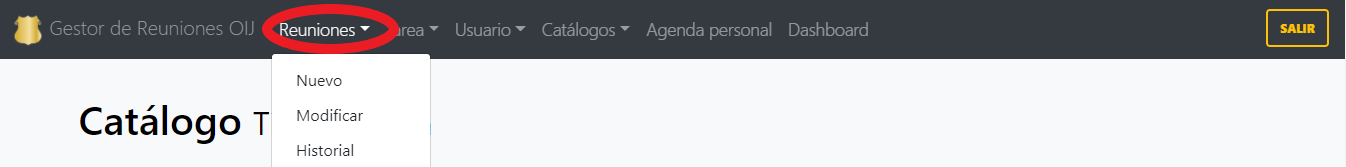 Gestor de Reuniones OIJ Reuniones Usuario Catálogos Agenda personal Dashboard SALIR
Nuevo
Catálogo T
Modificar
Historial